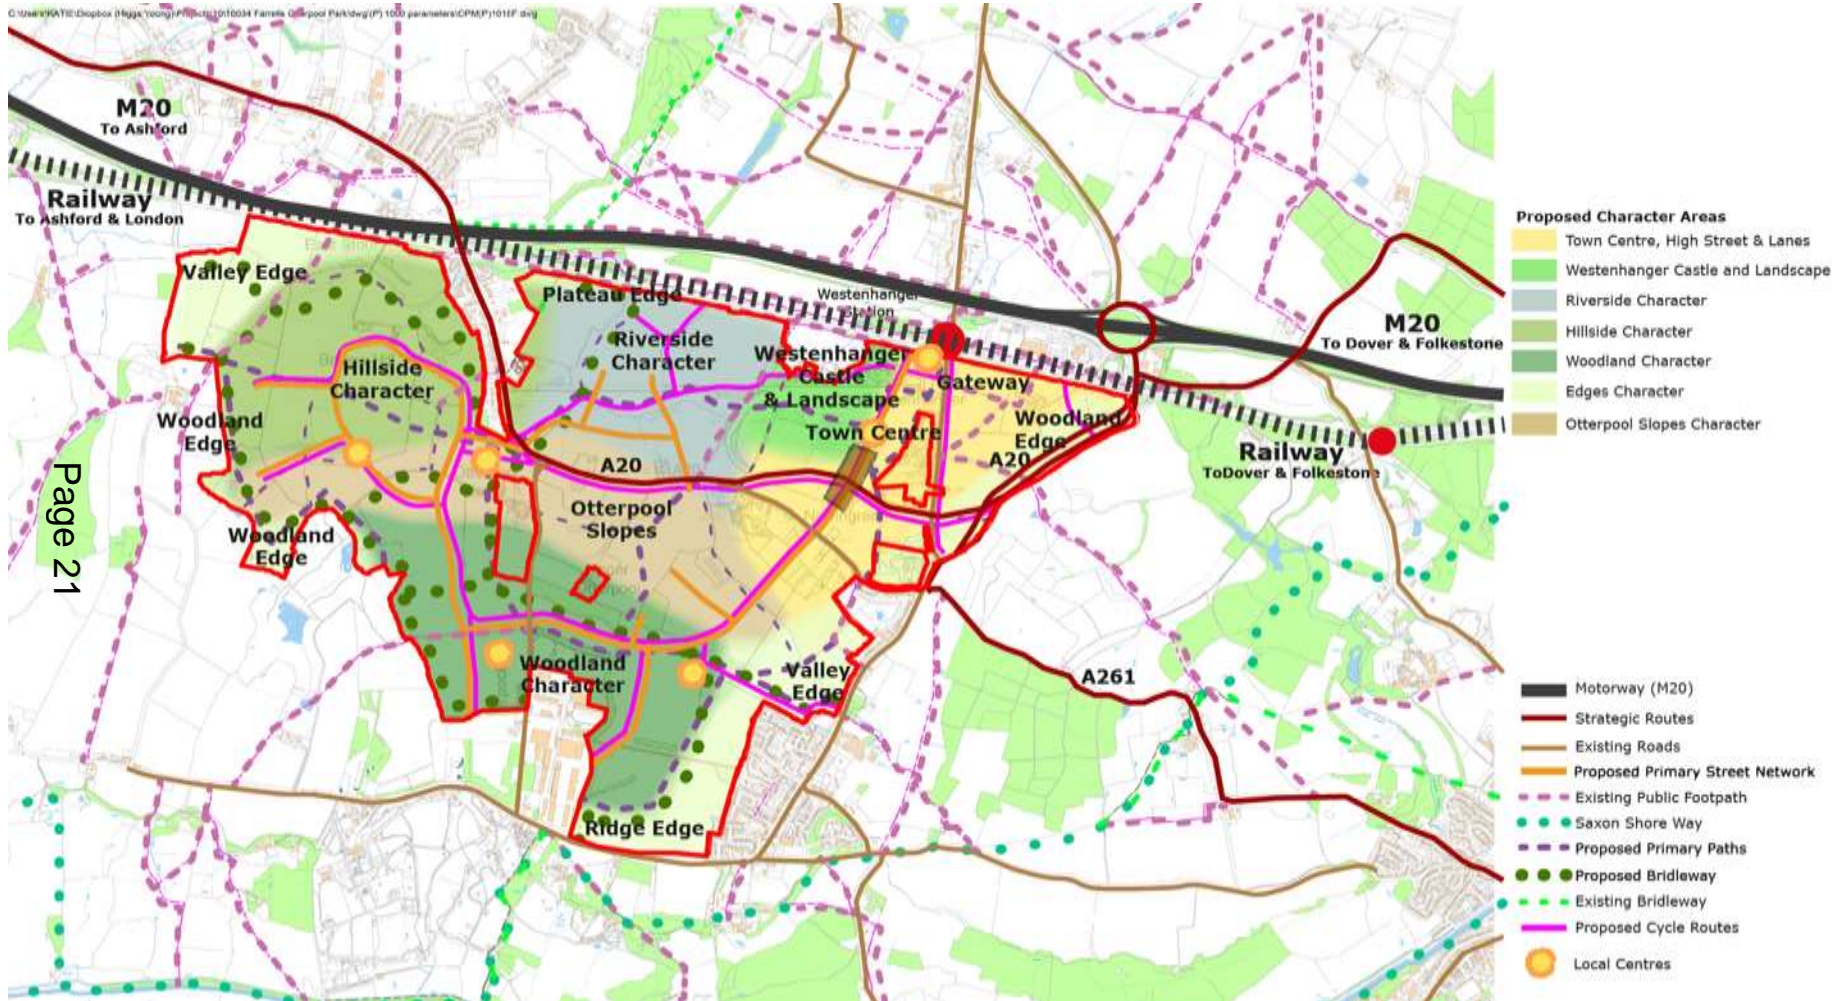 M20
To Ashford
Railway
To Ashford & London
Valley Edge
Plateau Edge
Westenhanger
Station
Riverside
Character
Hillside
Character
Westenhanger
Castle
& Landscape
Gateway
M20
To Dover & Folkestone
Woodland
Edge
Town Centre
Woodland
Edge
A20
A20
Railway
ToDover & Folkestone
Otterpool
Slopes
Woodland
Edge
Page 21
Woodland
Character
Valley
Edge
A261
Ridge Edge
Proposed Character Areas
Town Centre, High Street & Lanes
Westenhanger Castle and Landscape
Riverside Character
Hillside Character
Woodland Character
Edges Character
Otterpool Slopes Character
Motorway (M20)
Strategic Routes
Existing Roads
Proposed Primary Street Network
Existing Public Footpath
Saxon Shore Way
Proposed Primary Paths
Proposed Bridleway
Existing Bridleway
Proposed Cycle Routes
Local Centres